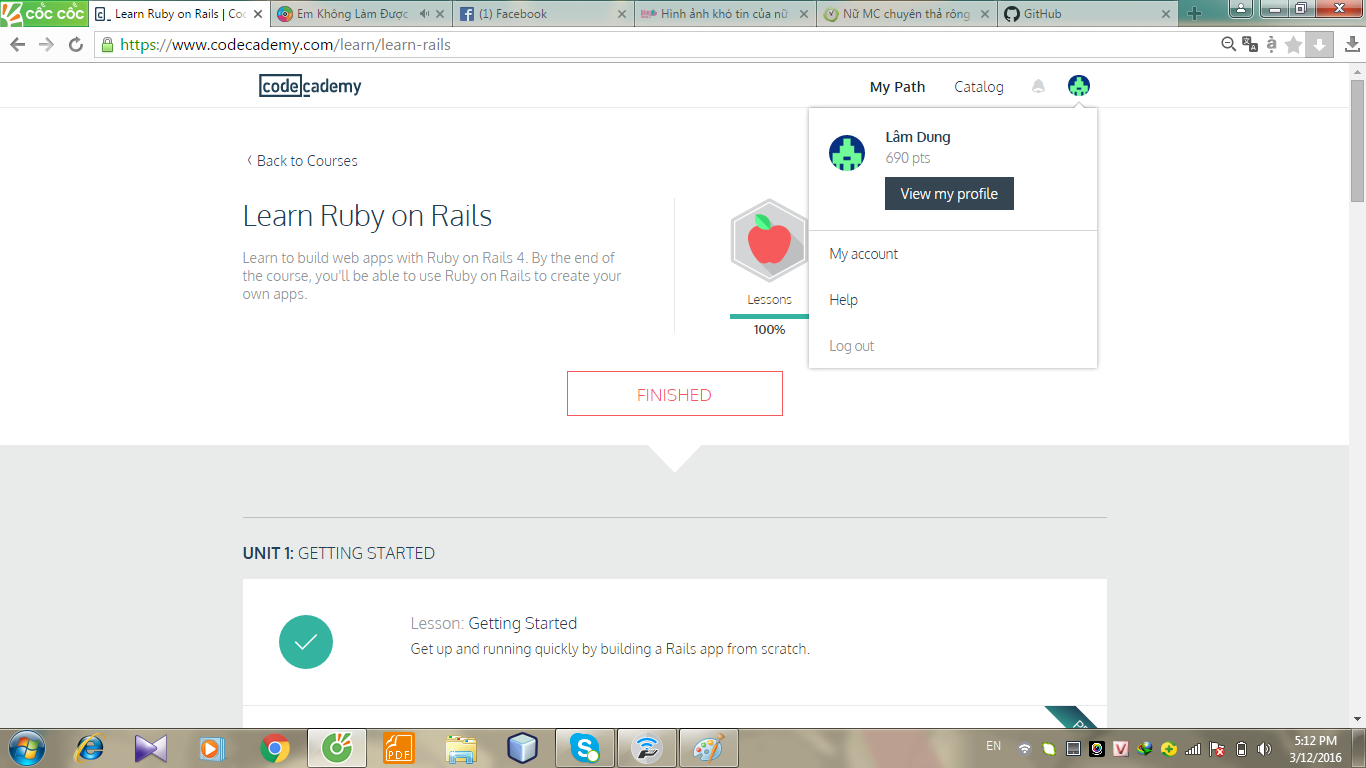 cốc cốc
Learn Ruby on Rails | Coc
Em Không Làm Được
(1) Facebook
Hình ảnh khó tin của nữ
Nữ MC chuyên thả rông
GitHub
https://www.codecademy.com/learn/learn-rails
codecademy
My Path
Catalog
Lâm Dung
690 pts
View my profile
My account
Help
Log out
Back to Courses
Learn Ruby on Rails
Learn to build web apps with Ruby on Rails 4. By the end
of the course, you'll be able to use Ruby on Rails to create your
own apps.
Lessons
100%
FINISHED
UNIT 1: GETTING STARTED
Lesson: Getting Started
Get up and running quickly by building a Rails app from scratch.
PDF
EN
5:12 PM
3/12/2016